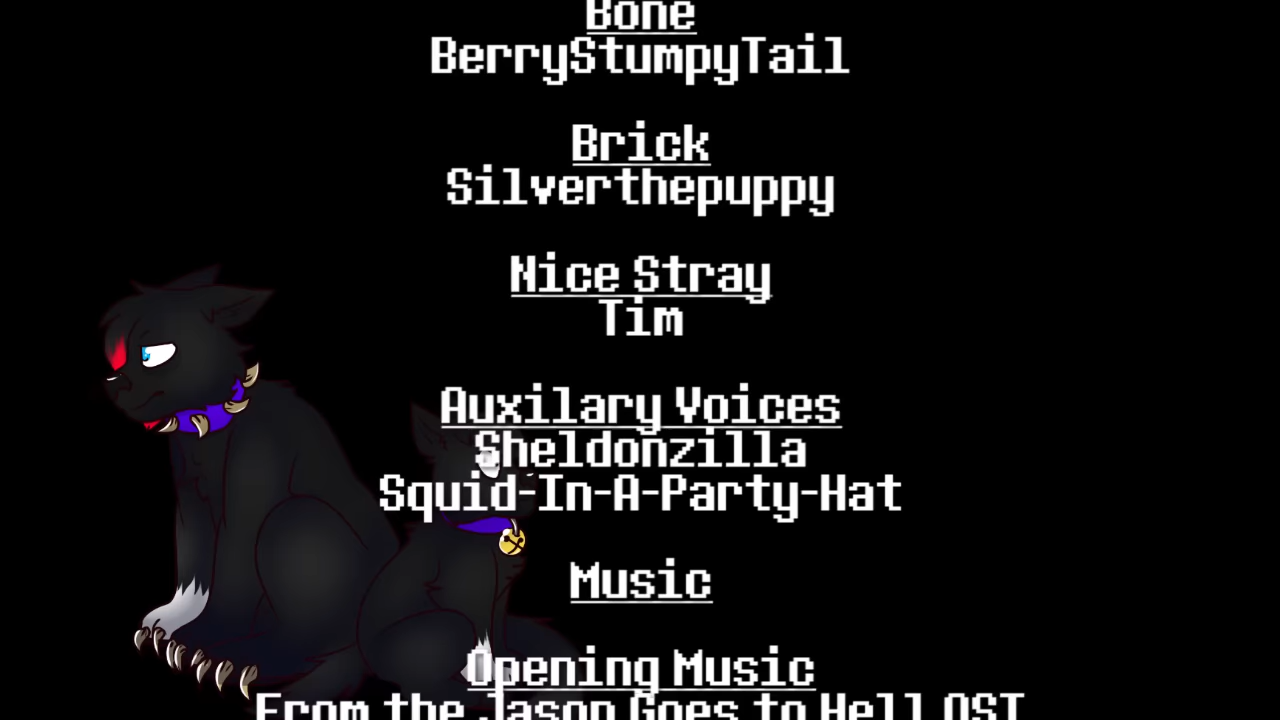 Bone
BerryStumpyTail
Brick
Silverthepuppy
Nice Stray
Tim
Auxilary Voices
Sheldonzilla
Squid-In-A-Party-Hat
Music
Opening Music
From the Jason Goes to Hell OST